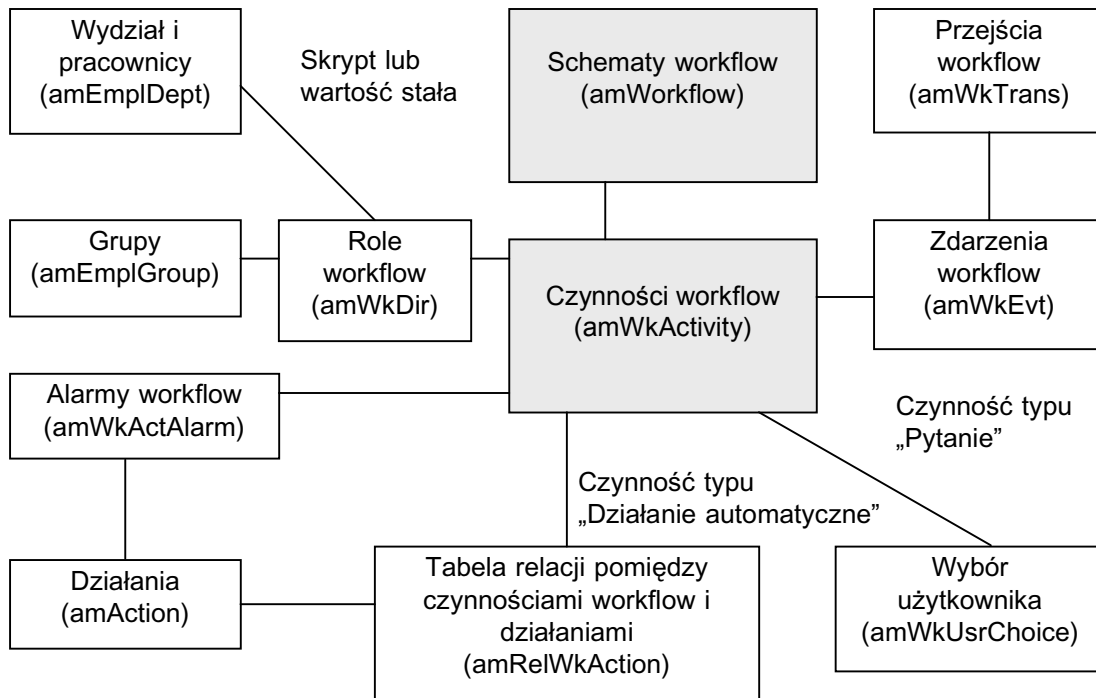 Wydział i
pracownicy
(amEmplDept)
Skrypt lub
wartość stała
Schematy workflow
(amWorkflow)
Przejścia
workflow
(amWkTrans)
Grupy
(amEmplGroup)
Role
workflow
(amWkDir)
Czynności workflow
(amWkActivity)
Zdarzenia
workflow
(amWkEvt)
Alarmy workflow
(amWkActAlarm)
Czynność typu
„Pytanie”
Czynność typu
„Działanie automatyczne”
Działania
(amAction)
Tabela relacji pomiędzy
czynnościami workflow i
działaniami
(amRelWkAction)
Wybór
użytkownika
(amWkUsrChoice)